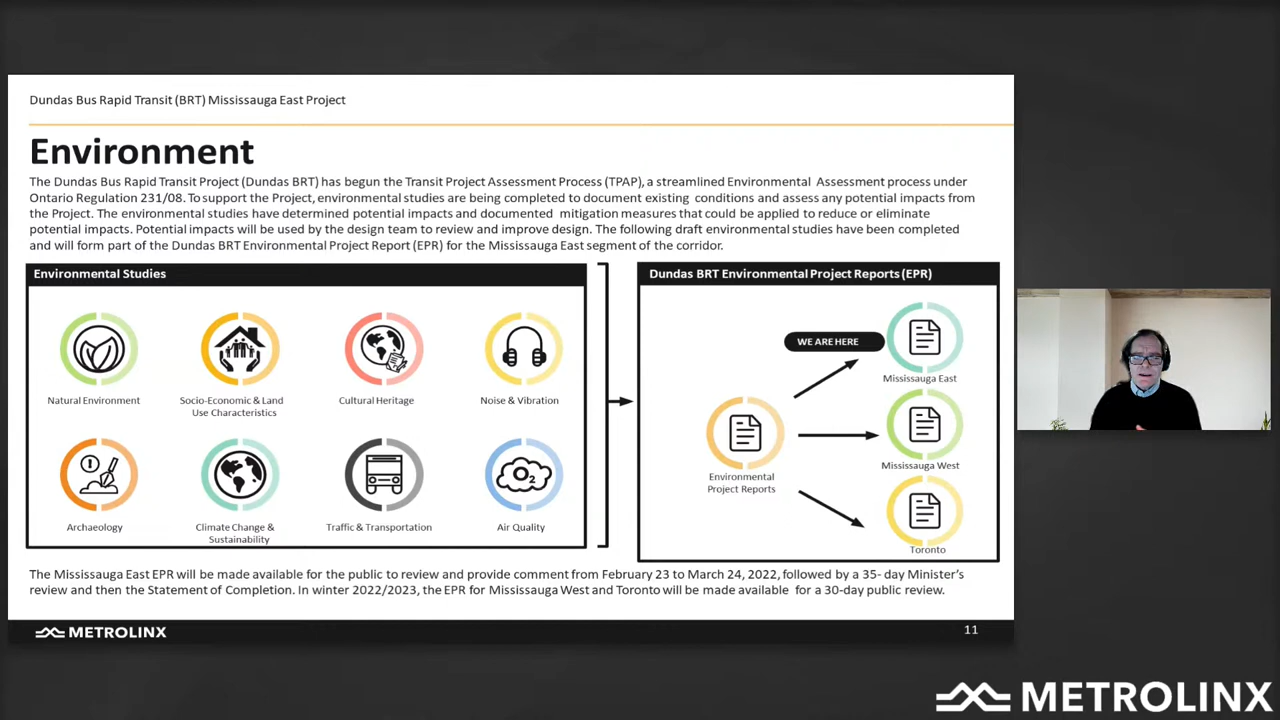 Dundas Bus Rapid Transit (BRT) Mississauga East Project
Environment
The Dundas Bus Rapid Transit Project (Dundas BRT) has begun the Transit Project Assessment Process (TPAP), a streamlined Environmental Assessment process under
Ontario Regulation 231/08. To support the Project, environmental studies are being completed to document existing conditions and assess any potential impacts from
the Project. The environmental studies have determined potential impacts and documented mitigation measures that could be applied to reduce or eliminate
potential impacts. Potential impacts will be used by the design team to review and improve design. The following draft environmental studies have been completed
and will form part of the Dundas BRT Environmental Project Report (EPR) for the Mississauga East segment of the corridor.
Environmental Studies
Natural Environment
Socio-Economic & Land
Use Characteristics
Cultural Heritage
Noise & Vibration
Archaeology
Climate Change &
Sustainability
Traffic & Transportation
O2
Air Quality
Dundas BRT Environmental Project Reports (EPR)
WE ARE HERE
Mississauga East
Environmental
Project Reports
Mississauga West
Toronto
The Mississauga East EPR will be made available for the public to review and provide comment from February 23 to March 24, 2022, followed by a 35- day Minister's
review and then the Statement of Completion. In winter 2022/2023, the EPR for Mississauga West and Toronto will be made available for a 30-day public review.
METROLINX
11
METROLINX